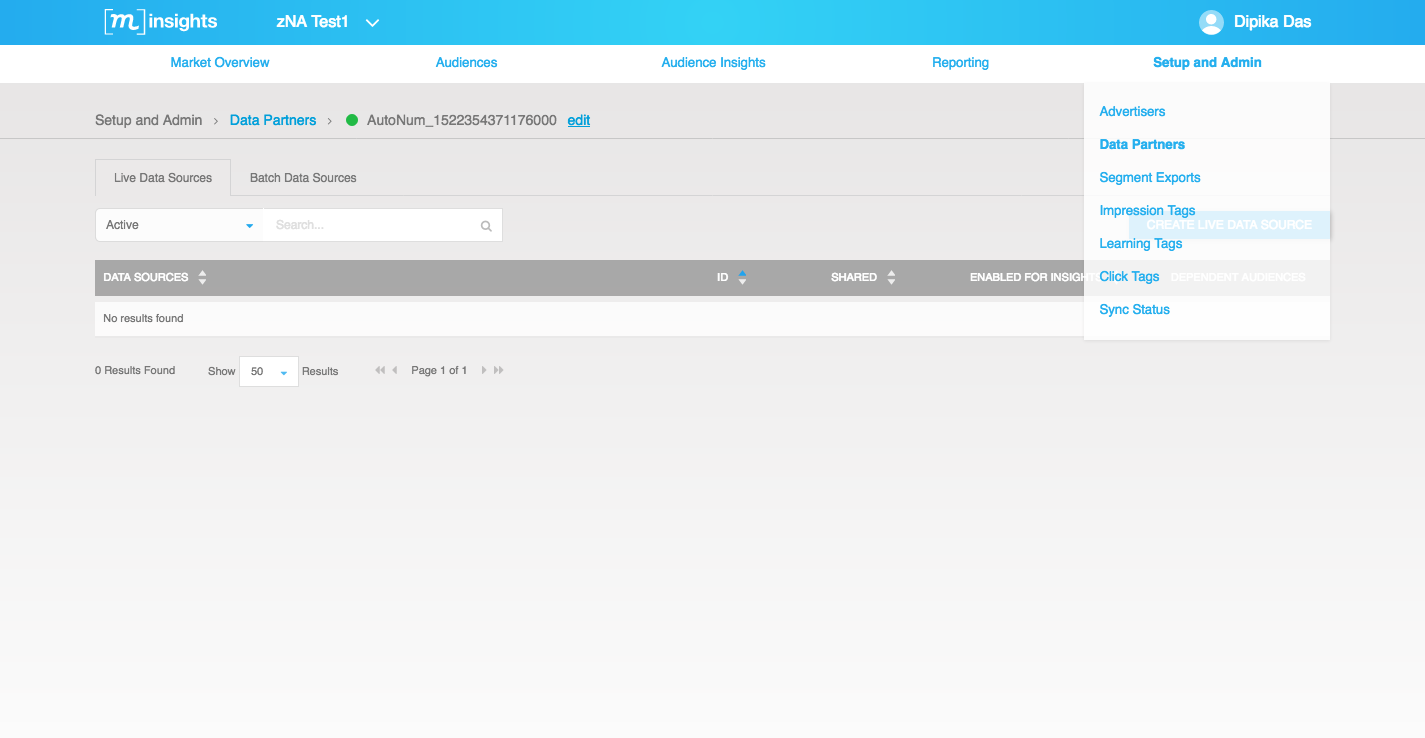 [m] insights zNA Test1 Dipika Das
Market Overview Audiences Audience Insights Reporting Setup and Admin
Setup and Admin › Data Partners › AutoNum_1522354371176000 edit
Advertisers
Data Partners
Segment Exports
Impression Tags
Learning Tags
Click Tags
Sync Status
Live Data Sources Batch Data Sources
Active Search...
CREATE LIVE DATA SOURCE
DATA SOURCES ID SHARED ENABLED FOR INSIGHT DEPENDENT AUDIENCES
No results found
0 Results Found Show 50 Results Page 1 of 1